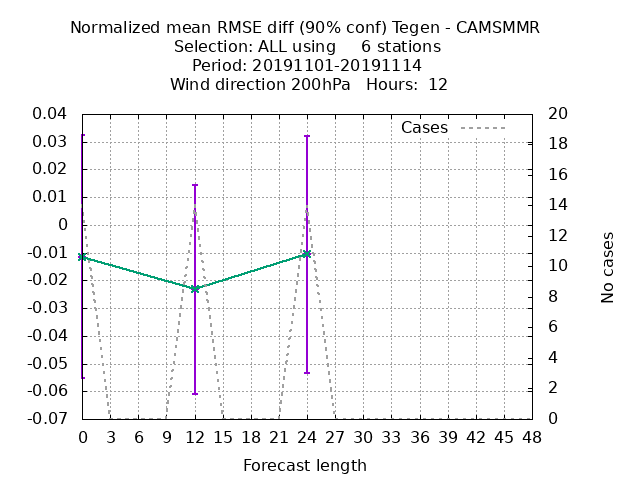 Normalized mean RMSE diff (90% conf) Tegen - CAMSMMR
Selection: ALL using     6 stations
Period: 20191101-20191114
Wind direction 200hPa   Hours:  12
Cases
0.04
0.03
0.02
0.01
0
-0.01
-0.02
-0.03
-0.04
-0.05
-0.06
-0.07
20
18
16
14
12
10
8
6
4
2
0
No cases
0 3 6 9 12 15 18 21 24 27 30 33 36 39 42 45 48
Forecast length